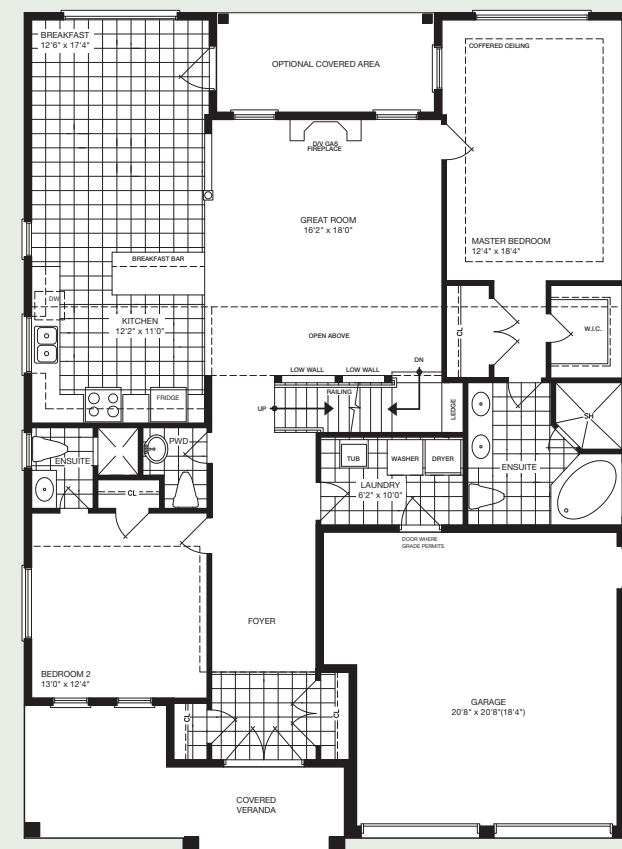 BREAKFAST
12'6" x 17'4"
OPTIONAL COVERED AREA
COFFERED CEILING
D/V GAS
FIREPLACE
GREAT ROOM
16'2" x 18'0"
MASTER BEDROOM
12'4" x 18'4"
BREAKFAST BAR
DW
KITCHEN
12'2" x 11'0"
OPEN ABOVE
CL
W.I.C.
LOW WALL
LOW WALL
DN
FRIDGE
RAILING
UP
LEDGE
SH
PWD
ENSUITE
TUB
WASHER
DRYER
ENSUITE
CL
LAUNDRY
6'2" x 10'0"
DOOR WHERE
GRADE PERMITS
FOYER
BEDROOM 2
13'0" x 12'4"
CL
CL
GARAGE
20'8" x 20'8"(18'4")
COVERED
VERANDA